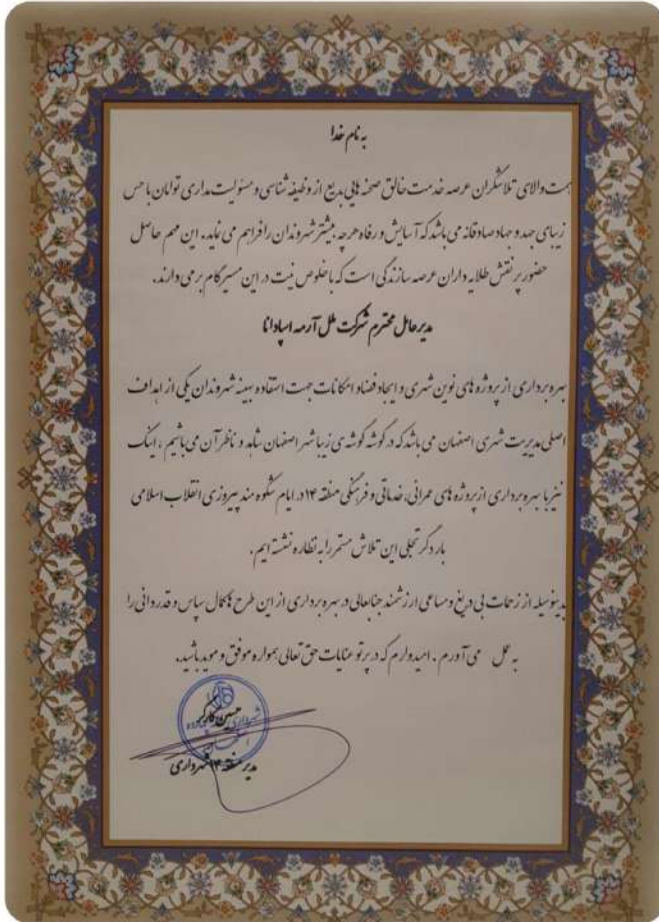 به نام خدا
همت والای تلاشگران عرصه خدمت خالق صحنه هایی بدیع از وظیفه شناسی و مسئولیت مداری توامان با حس
زیبای جهد و جهاد صادقانه می باشد که آسایش و رفاه هرچه بیشتر شهروندان را فراهم می نماید. این مهم حاصل
حضور پر نقش طلایه داران عرصه سازندگی است که با خلوص نیت در این مسیر گام برمی دارند.
مدیرعامل محترم شرکت ملل آرمه اسپادانا
بهره برداری از پروژه های نوین شهری و ایجاد فضا و امکانات جهت استفاده بهینه شهروندان یکی از اهداف
اصلی مدیریت شهری اصفهان می باشد که در گوشه گوشه ی زیبا شهر اصفهان شاهد و ناظر آن می باشیم ، اینک
نیز با بهره برداری از پروژه های عمرانی، خدماتی و فرهنگی منطقه ۱۴ در ایام شکوه مند پیروزی انقلاب اسلامی
بار دگر تجلی این تلاش مستمر را به نظاره نشسته ایم.
بدینوسیله از زحمات بی دریغ و مساعی ارزشمند جنابعالی در بهره برداری از این طرح ها کمال سپاس و قدردانی را
به عمل می آورم . امیدوارم که در پرتو عنایات حق تعالی همواره موفق و موید باشید.
حسین کارگر
مدیر منطقه ۱۴ شهرداری